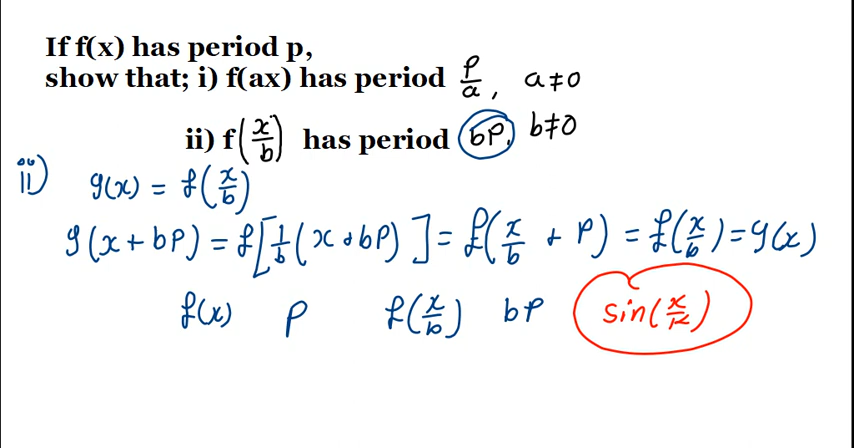 If f(x) has period p,
show that; i) f(ax) has period p/a, a≠0
ii) f(x/b) has period bp. b≠0
ii) g(x) = f(x/b)
g(x+bp) = f[1/b(x+bp)] = f(x/b + p) = f(x/b) = g(x)
f(x) p f(x/b) bp sin(x/k)